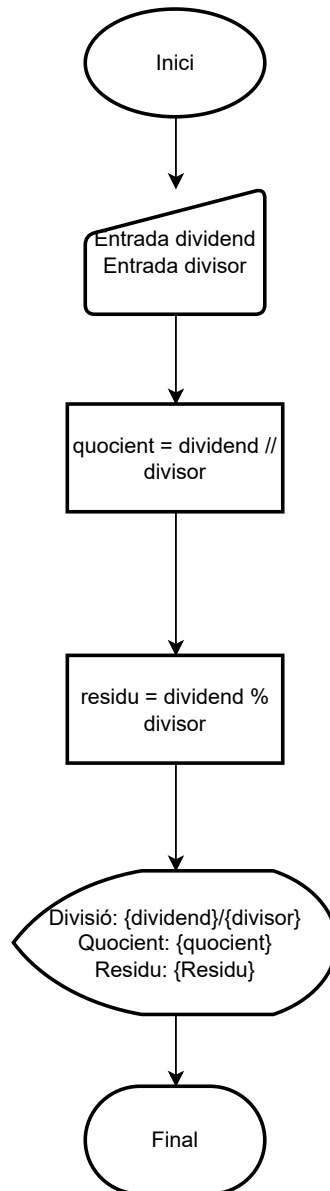 Inici
Entrada dividend
Entrada divisor
quocient = dividend //
divisor
residu = dividend %
divisor
Divisió: {dividend}/{divisor}
Quocient: {quocient}
Residu: {Residu}
Final